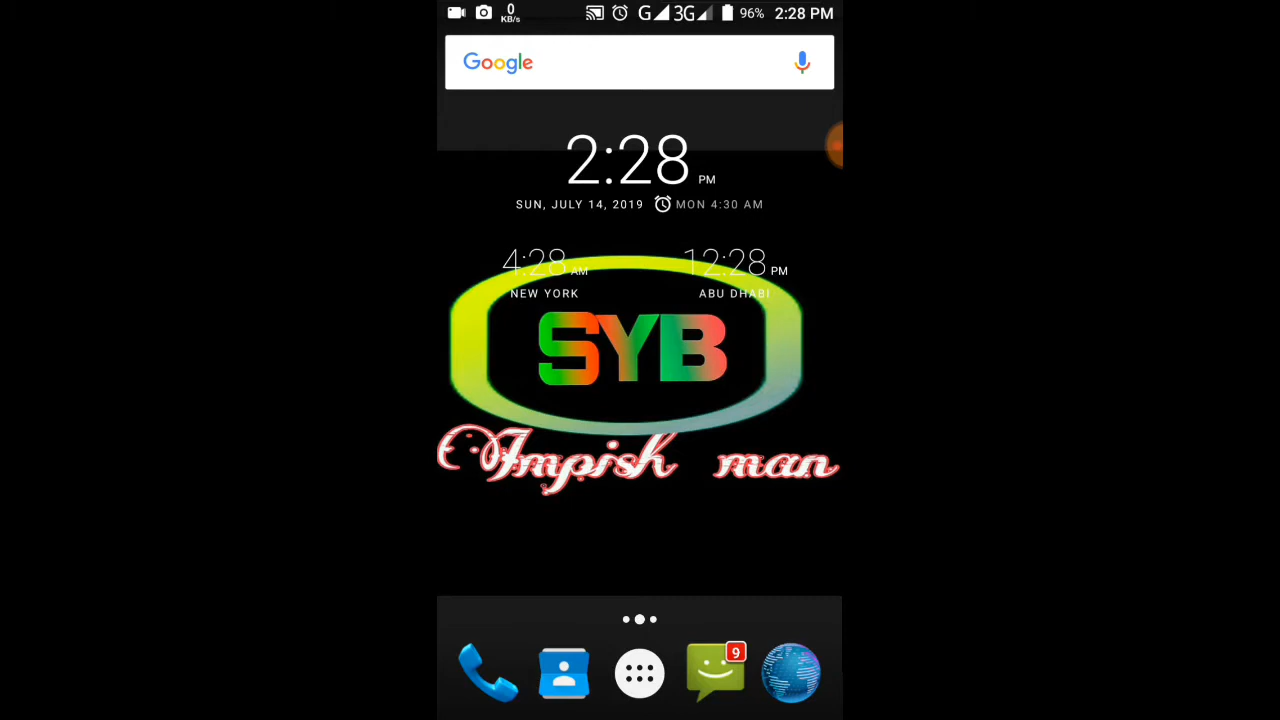 0 KB/s G 3G 96% 2:28 PM
Google
2:28 PM
SUN, JULY 14, 2019 MON 4:30 AM
4:28 AM 12:28 PM
NEW YORK ABU DHABI
SYB
Impish man
9